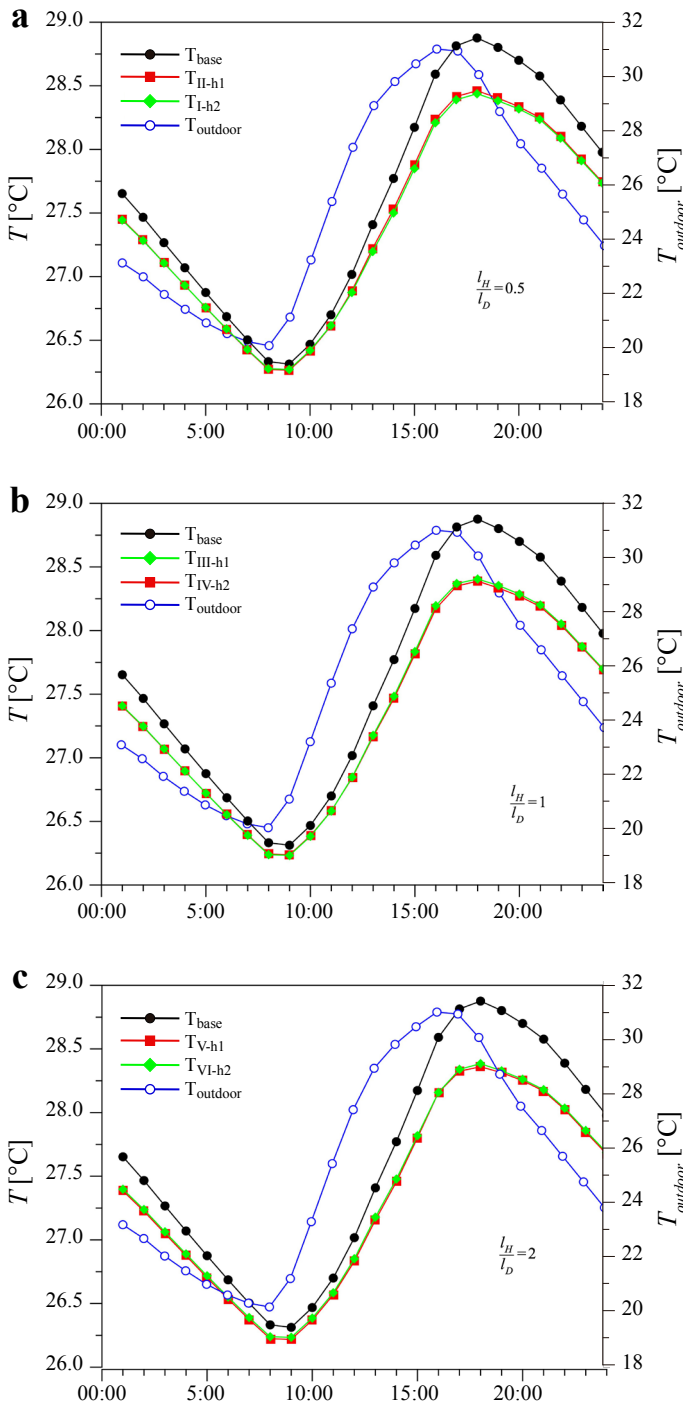 a
29.0
28.5
28.0
27.5
27.0
26.5
26.0
T [°C]
T_base
T_II-h1
T_I-h2
T_outdoor
l_H/l_D=0.5
32
30
28
26
24
22
20
18
T_outdoor [°C]
00:00 5:00 10:00 15:00 20:00
b
29.0
28.5
28.0
27.5
27.0
26.5
26.0
T [°C]
T_base
T_III-h1
T_IV-h2
T_outdoor
l_H/l_D=1
32
30
28
26
24
22
20
18
T_outdoor [°C]
00:00 5:00 10:00 15:00 20:00
c
29.0
28.5
28.0
27.5
27.0
26.5
26.0
T [°C]
T_base
T_V-h1
T_VI-h2
T_outdoor
l_H/l_D=2
32
30
28
26
24
22
20
18
T_outdoor [°C]
00:00 5:00 10:00 15:00 20:00